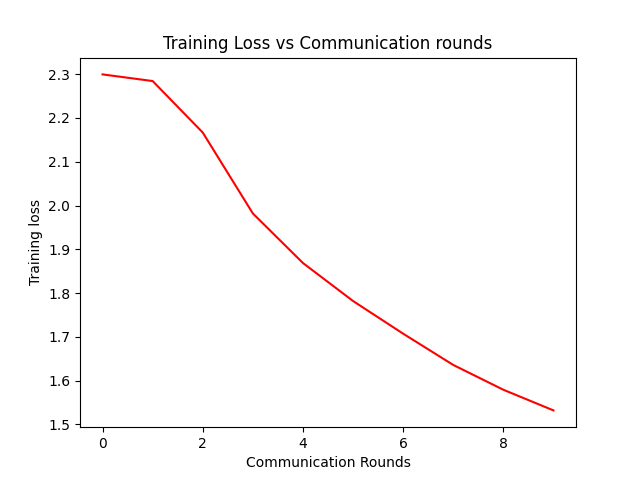 Training Loss vs Communication rounds
2.3
2.2
2.1
2.0
1.9
1.8
1.7
1.6
1.5
Training loss
0 2 4 6 8
Communication Rounds